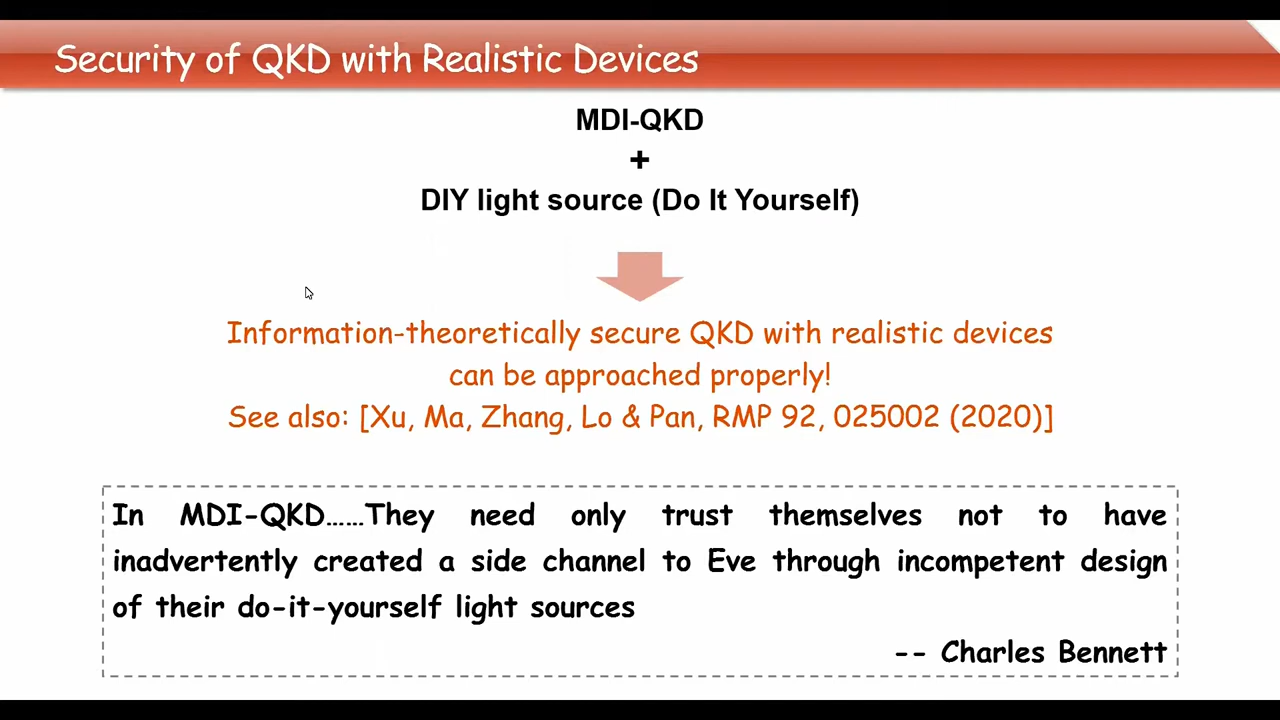 Security of QKD with Realistic Devices
MDI-QKD
+
DIY light source (Do It Yourself)
Information-theoretically secure QKD with realistic devices
can be approached properly!
See also: [Xu, Ma, Zhang, Lo & Pan, RMP 92, 025002 (2020)]
In MDI-QKD……They need only trust themselves not to have
inadvertently created a side channel to Eve through incompetent design
of their do-it-yourself light sources
-- Charles Bennett